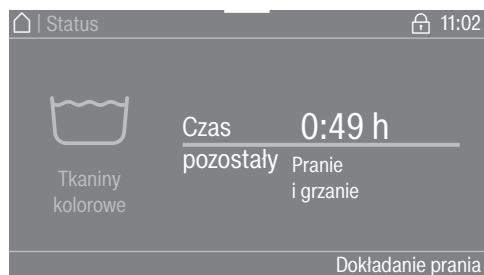 | Status
11:02
Czas
pozostały
0:49 h
Pranie
i grzanie
Tkaniny
kolorowe
Dokładanie prania